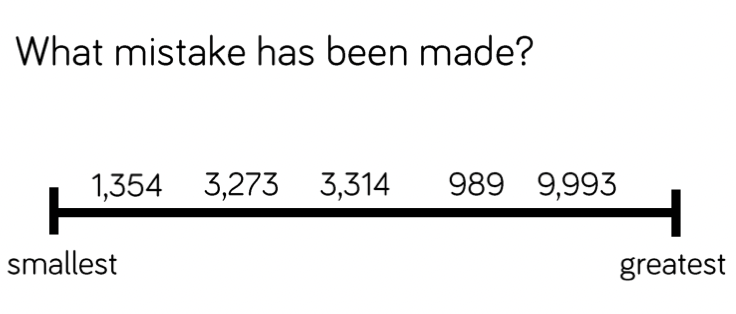 What mistake has been made?
1,354 3,273 3,314 989 9,993
smallest greatest